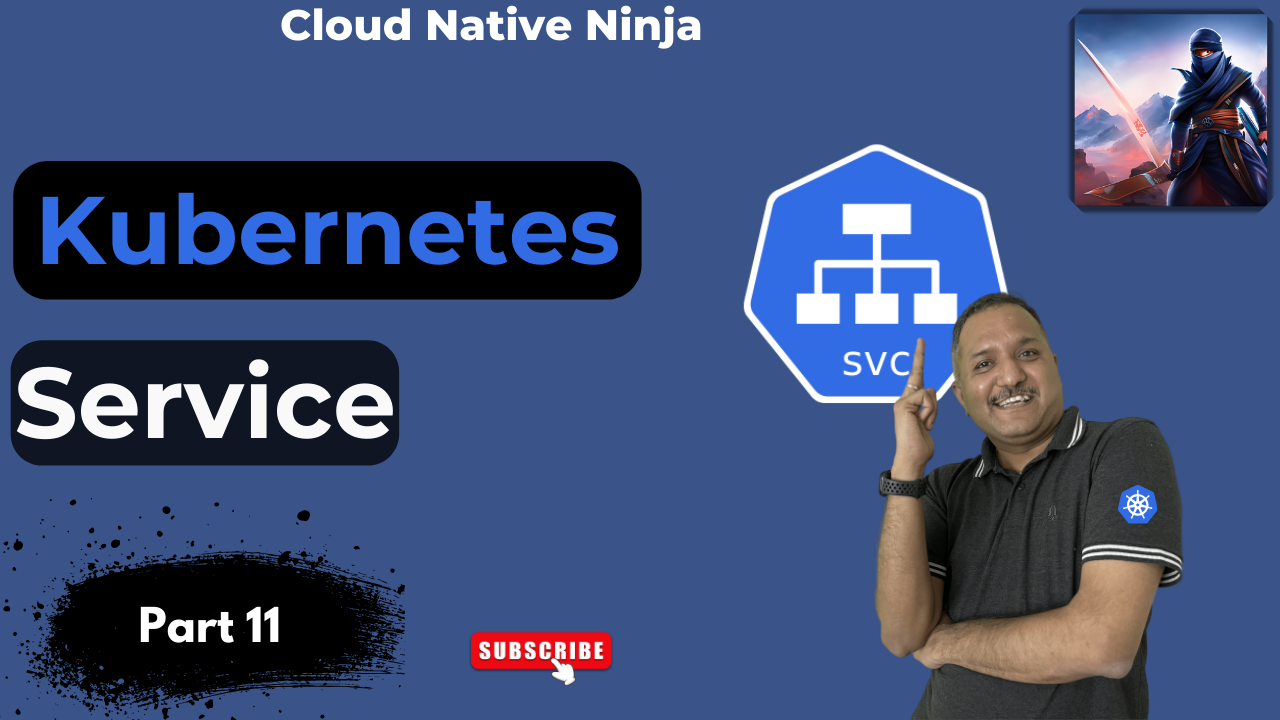 Cloud Native Ninja
Kubernetes
svc
Service
Part 11
SUBSCRIBE